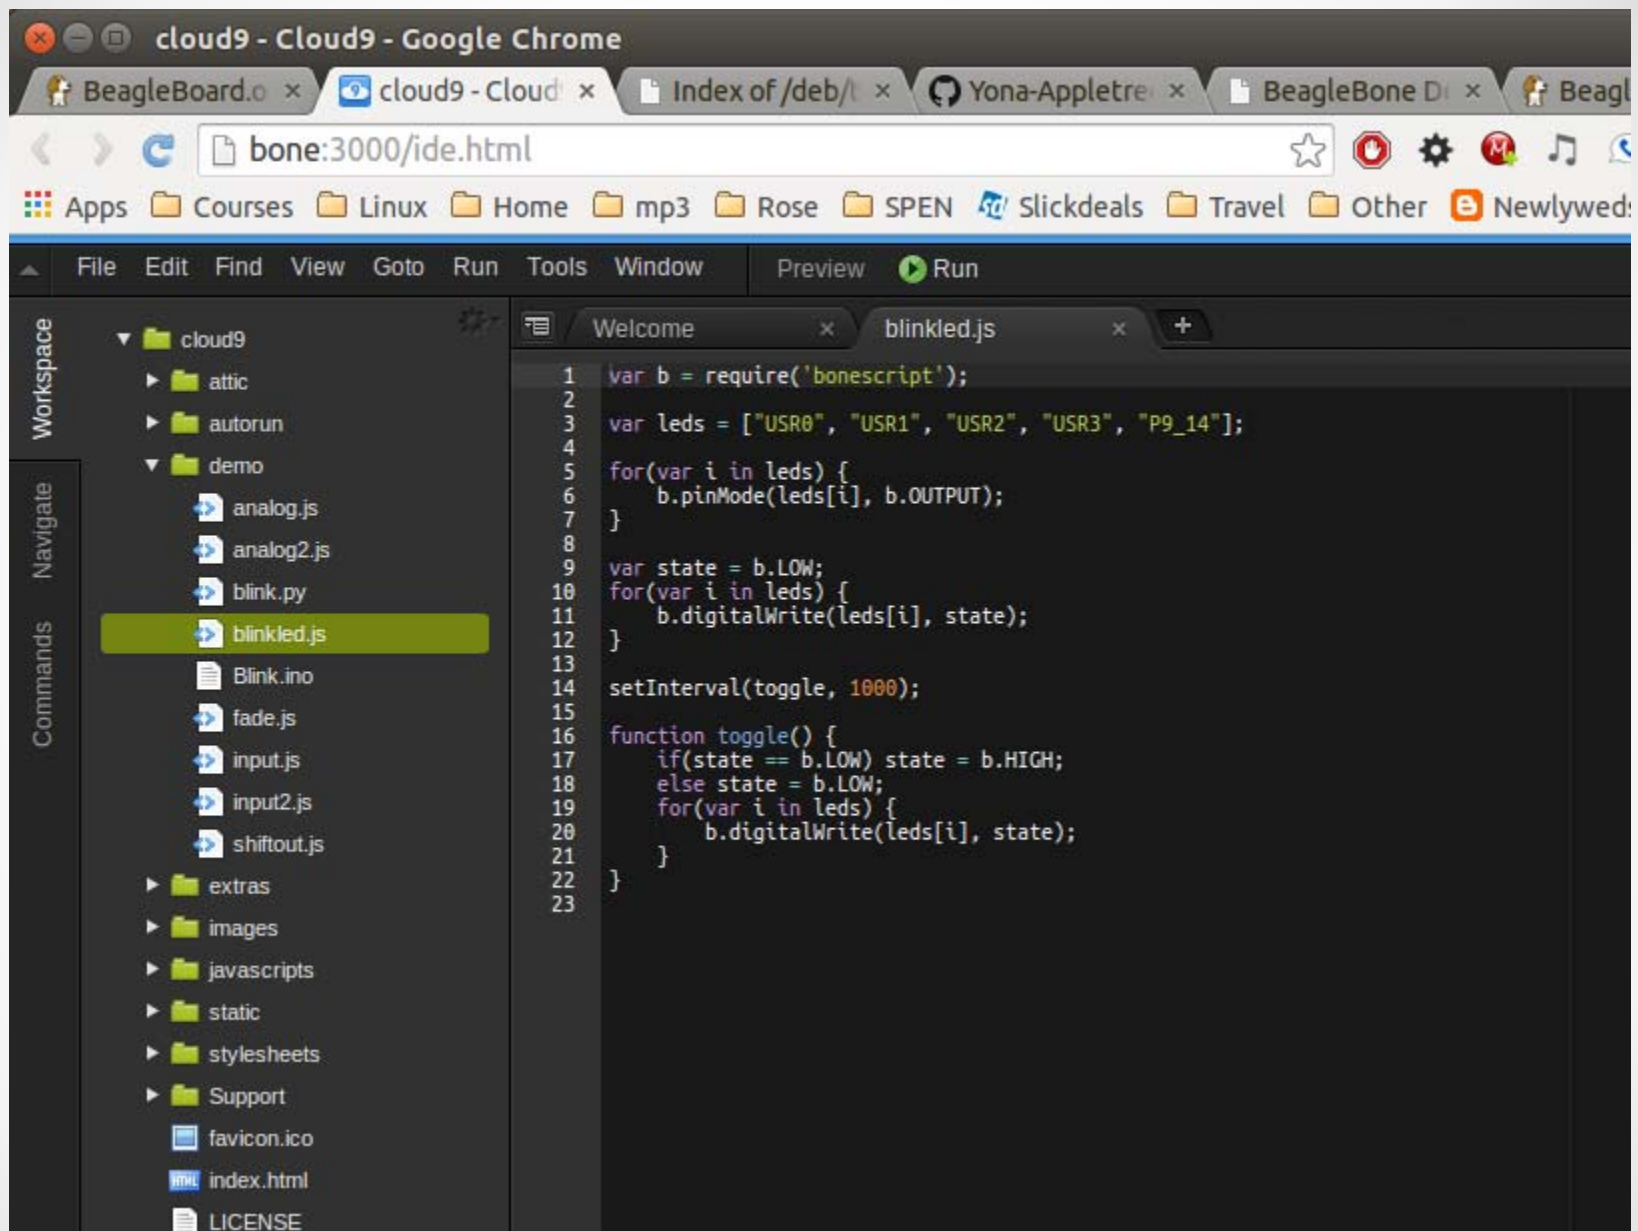 cloud9 - Cloud9 - Google Chrome
BeagleBoard.o cloud9 - Cloud Index of /deb/ Yona-Appletre BeagleBone D Beagl
bone:3000/ide.html
Apps Courses Linux Home mp3 Rose SPEN Slickdeals Travel Other Newlyweds
File Edit Find View Goto Run Tools Window Preview Run
Workspace
Navigate
Commands
cloud9
attic
autorun
demo
analog.js
analog2.js
blink.py
blinkled.js
Blink.ino
fade.js
input.js
input2.js
shiftout.js
extras
images
javascripts
static
stylesheets
Support
favicon.ico
index.html
LICENSE
Welcome blinkled.js
1 var b = require('bonescript');
2
3 var leds = ["USR0", "USR1", "USR2", "USR3", "P9_14"];
4
5 for(var i in leds) {
6     b.pinMode(leds[i], b.OUTPUT);
7 }
8
9 var state = b.LOW;
10 for(var i in leds) {
11     b.digitalWrite(leds[i], state);
12 }
13
14 setInterval(toggle, 1000);
15
16 function toggle() {
17     if(state == b.LOW) state = b.HIGH;
18     else state = b.LOW;
19     for(var i in leds) {
20         b.digitalWrite(leds[i], state);
21     }
22 }
23